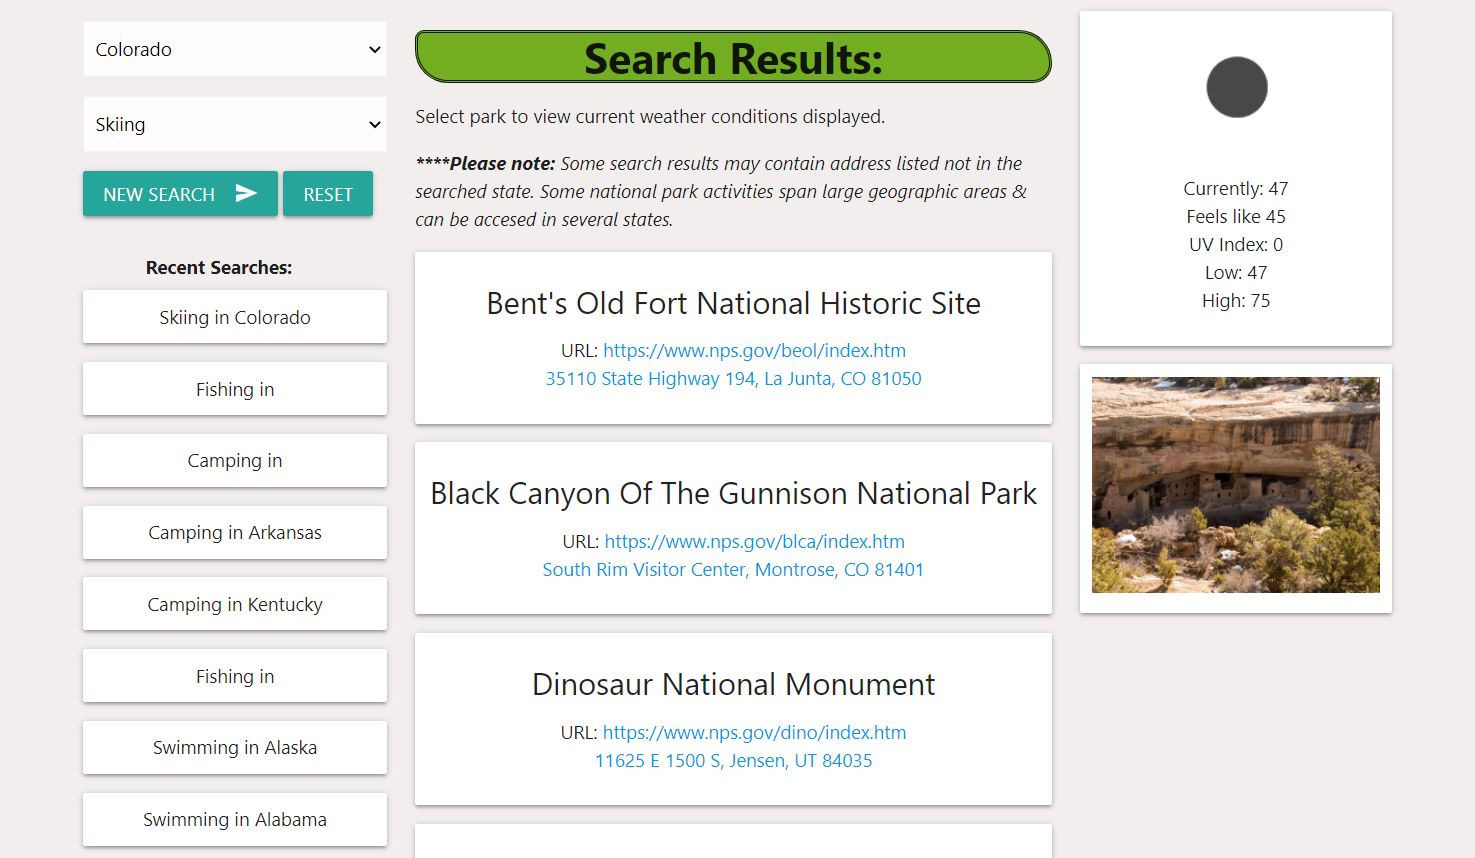 Colorado
Skiing
NEW SEARCH
RESET
Recent Searches:
Skiing in Colorado
Fishing in
Camping in
Camping in Arkansas
Camping in Kentucky
Fishing in
Swimming in Alaska
Swimming in Alabama
Search Results:
Select park to view current weather conditions displayed.
****Please note: Some search results may contain address listed not in the
searched state. Some national park activities span large geographic areas &
can be accesed in several states.
Bent's Old Fort National Historic Site
URL: https://www.nps.gov/beol/index.htm
35110 State Highway 194, La Junta, CO 81050
Black Canyon Of The Gunnison National Park
URL: https://www.nps.gov/blca/index.htm
South Rim Visitor Center, Montrose, CO 81401
Dinosaur National Monument
URL: https://www.nps.gov/dino/index.htm
11625 E 1500 S, Jensen, UT 84035
Currently: 47
Feels like 45
UV Index: 0
Low: 47
High: 75